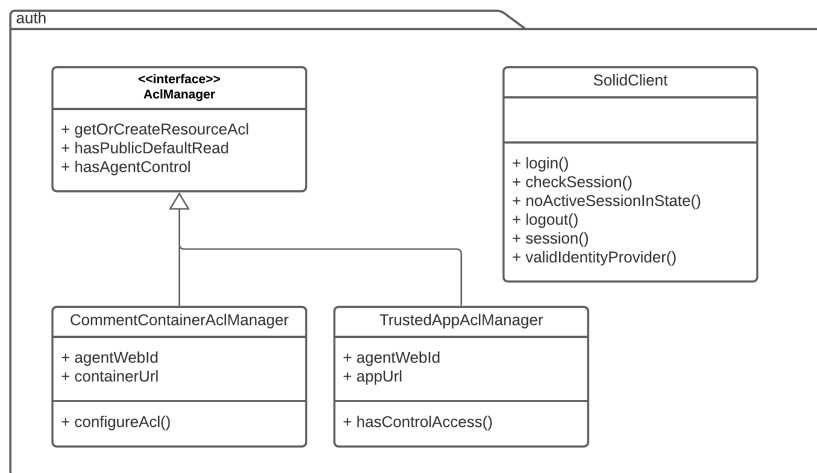 auth
<<interface>>
AclManager
+ getOrCreateResourceAcl
+ hasPublicDefaultRead
+ hasAgentControl
SolidClient
+ login()
+ checkSession()
+ noActiveSessionInState()
+ logout()
+ session()
+ validIdentityProvider()
CommentContainerAclManager
+ agentWebId
+ containerUrl
+ configureAcl()
TrustedAppAclManager
+ agentWebId
+ appUrl
+ hasControlAccess()